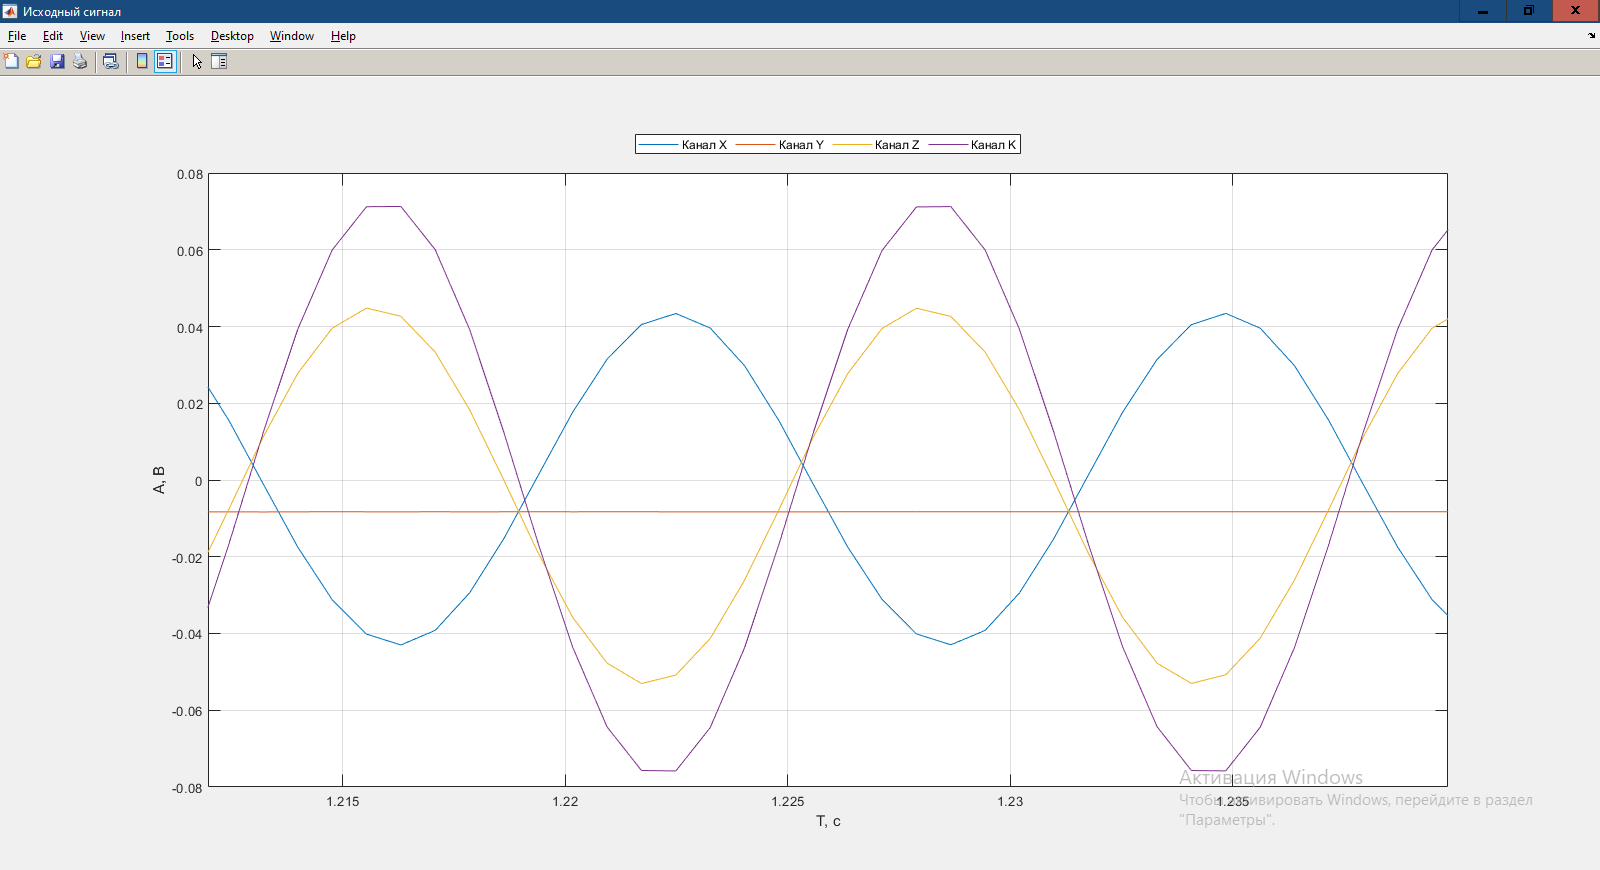 Исходный сигнал
File Edit View Insert Tools Desktop Window Help
Канал X Канал Y Канал Z Канал K
0.08
0.06
0.04
0.02
0
-0.02
-0.04
-0.06
-0.08
A, B
1.215 1.22 1.225 1.23 1.235
T, c
Активация Windows
Чтобы активировать Windows, перейдите в раздел
"Параметры".